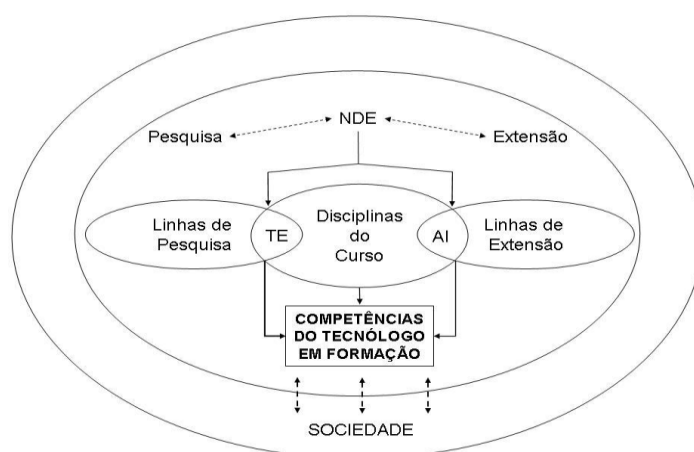 NDE
Pesquisa
Extensão
Linhas de
Pesquisa
TE
Disciplinas
do
Curso
AI
Linhas de
Extensão
COMPETÊNCIAS
DO TECNÓLOGO
EM FORMAÇÃO
SOCIEDADE